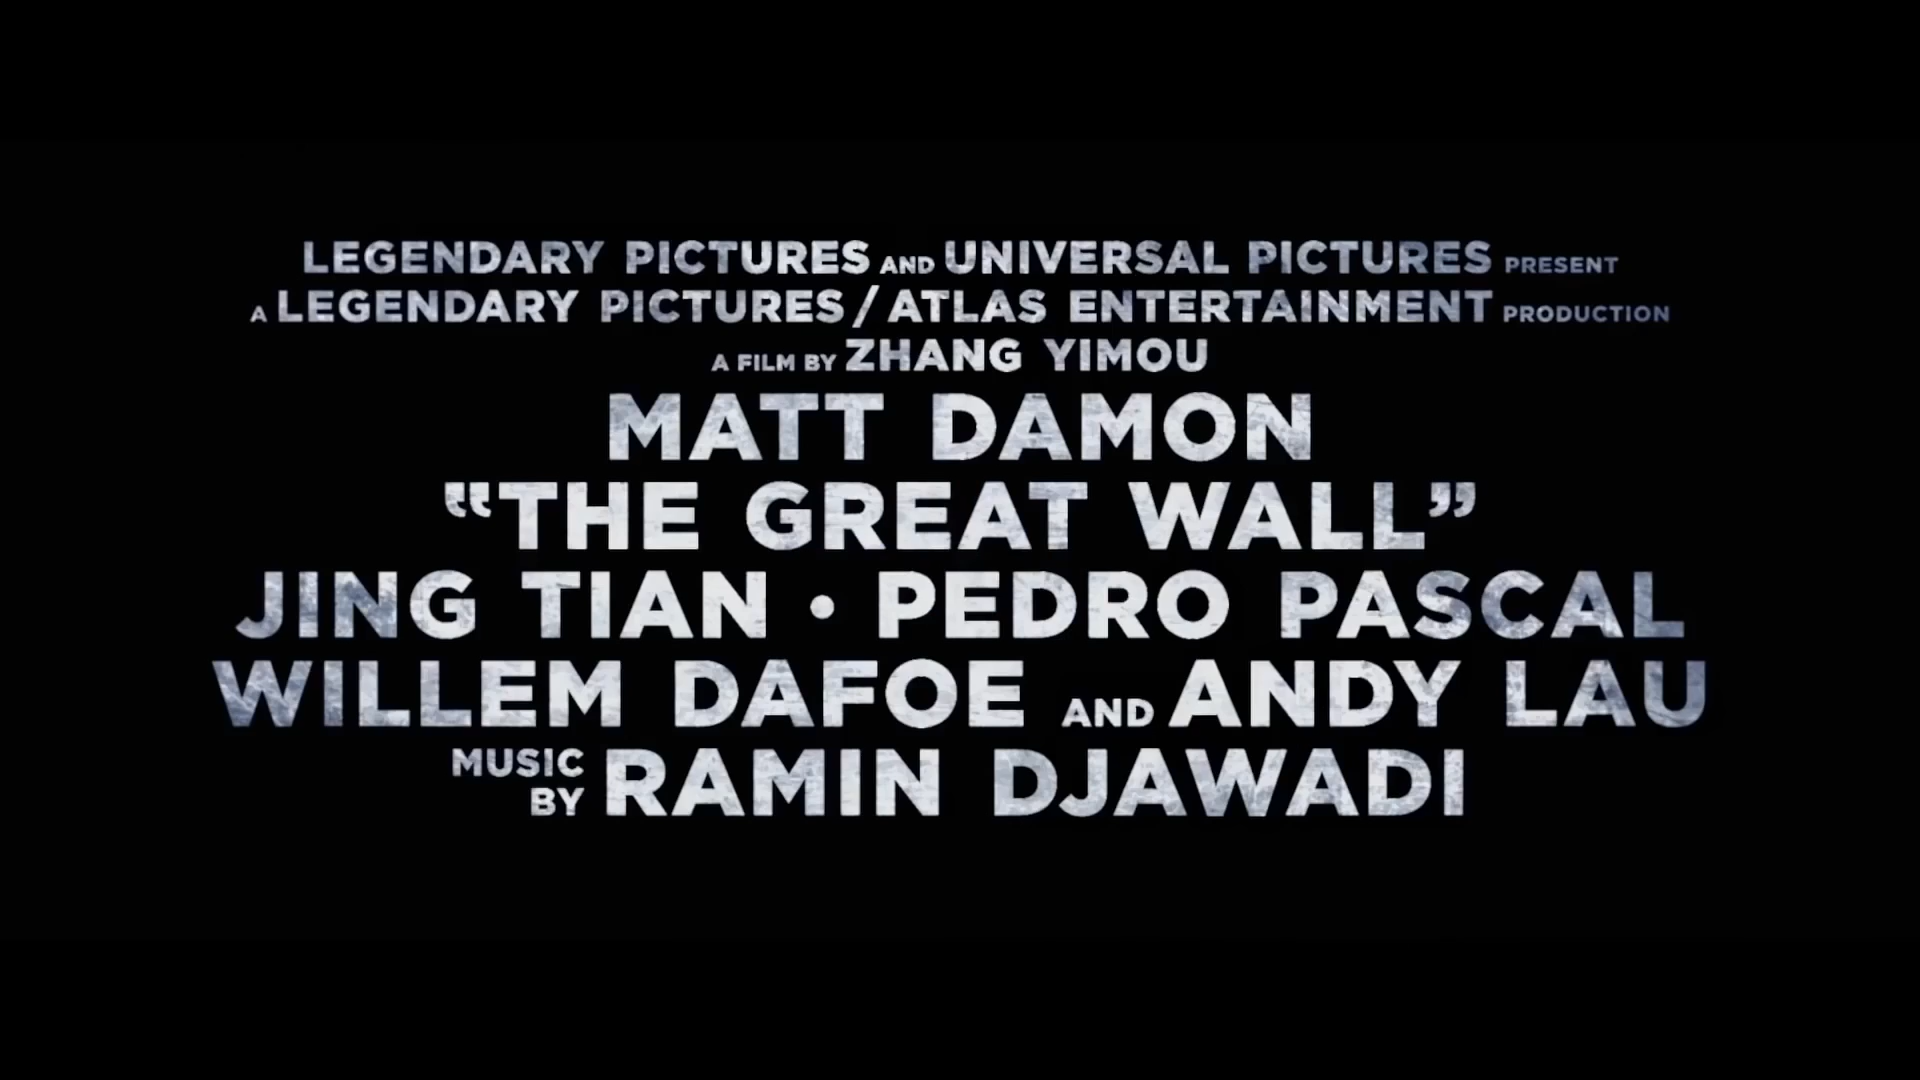 LEGENDARY PICTURES AND UNIVERSAL PICTURES PRESENT
A LEGENDARY PICTURES / ATLAS ENTERTAINMENT PRODUCTION
A FILM BY ZHANG YIMOU
MATT DAMON
“THE GREAT WALL”
JING TIAN • PEDRO PASCAL
WILLEM DAFOE AND ANDY LAU
MUSIC BY RAMIN DJAWADI